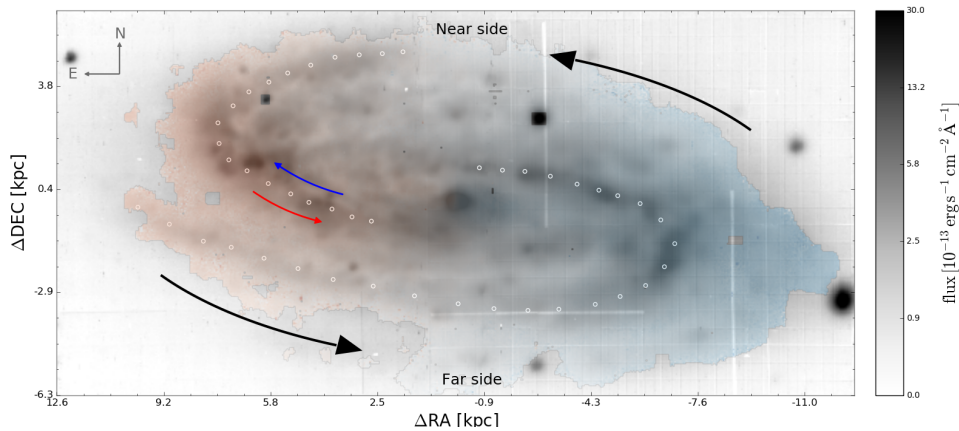 Near side
N
E
30.0
3.8
13.2
0.4
5.8
-2.9
2.5
0.9
-6.3
0.0
Far side
12.6 9.2 5.8 2.5 -0.9 -4.3 -7.6 -11.0
ΔRA [kpc]
ΔDEC [kpc]
flux [10⁻¹³ erg s⁻¹ cm⁻² Å⁻¹]